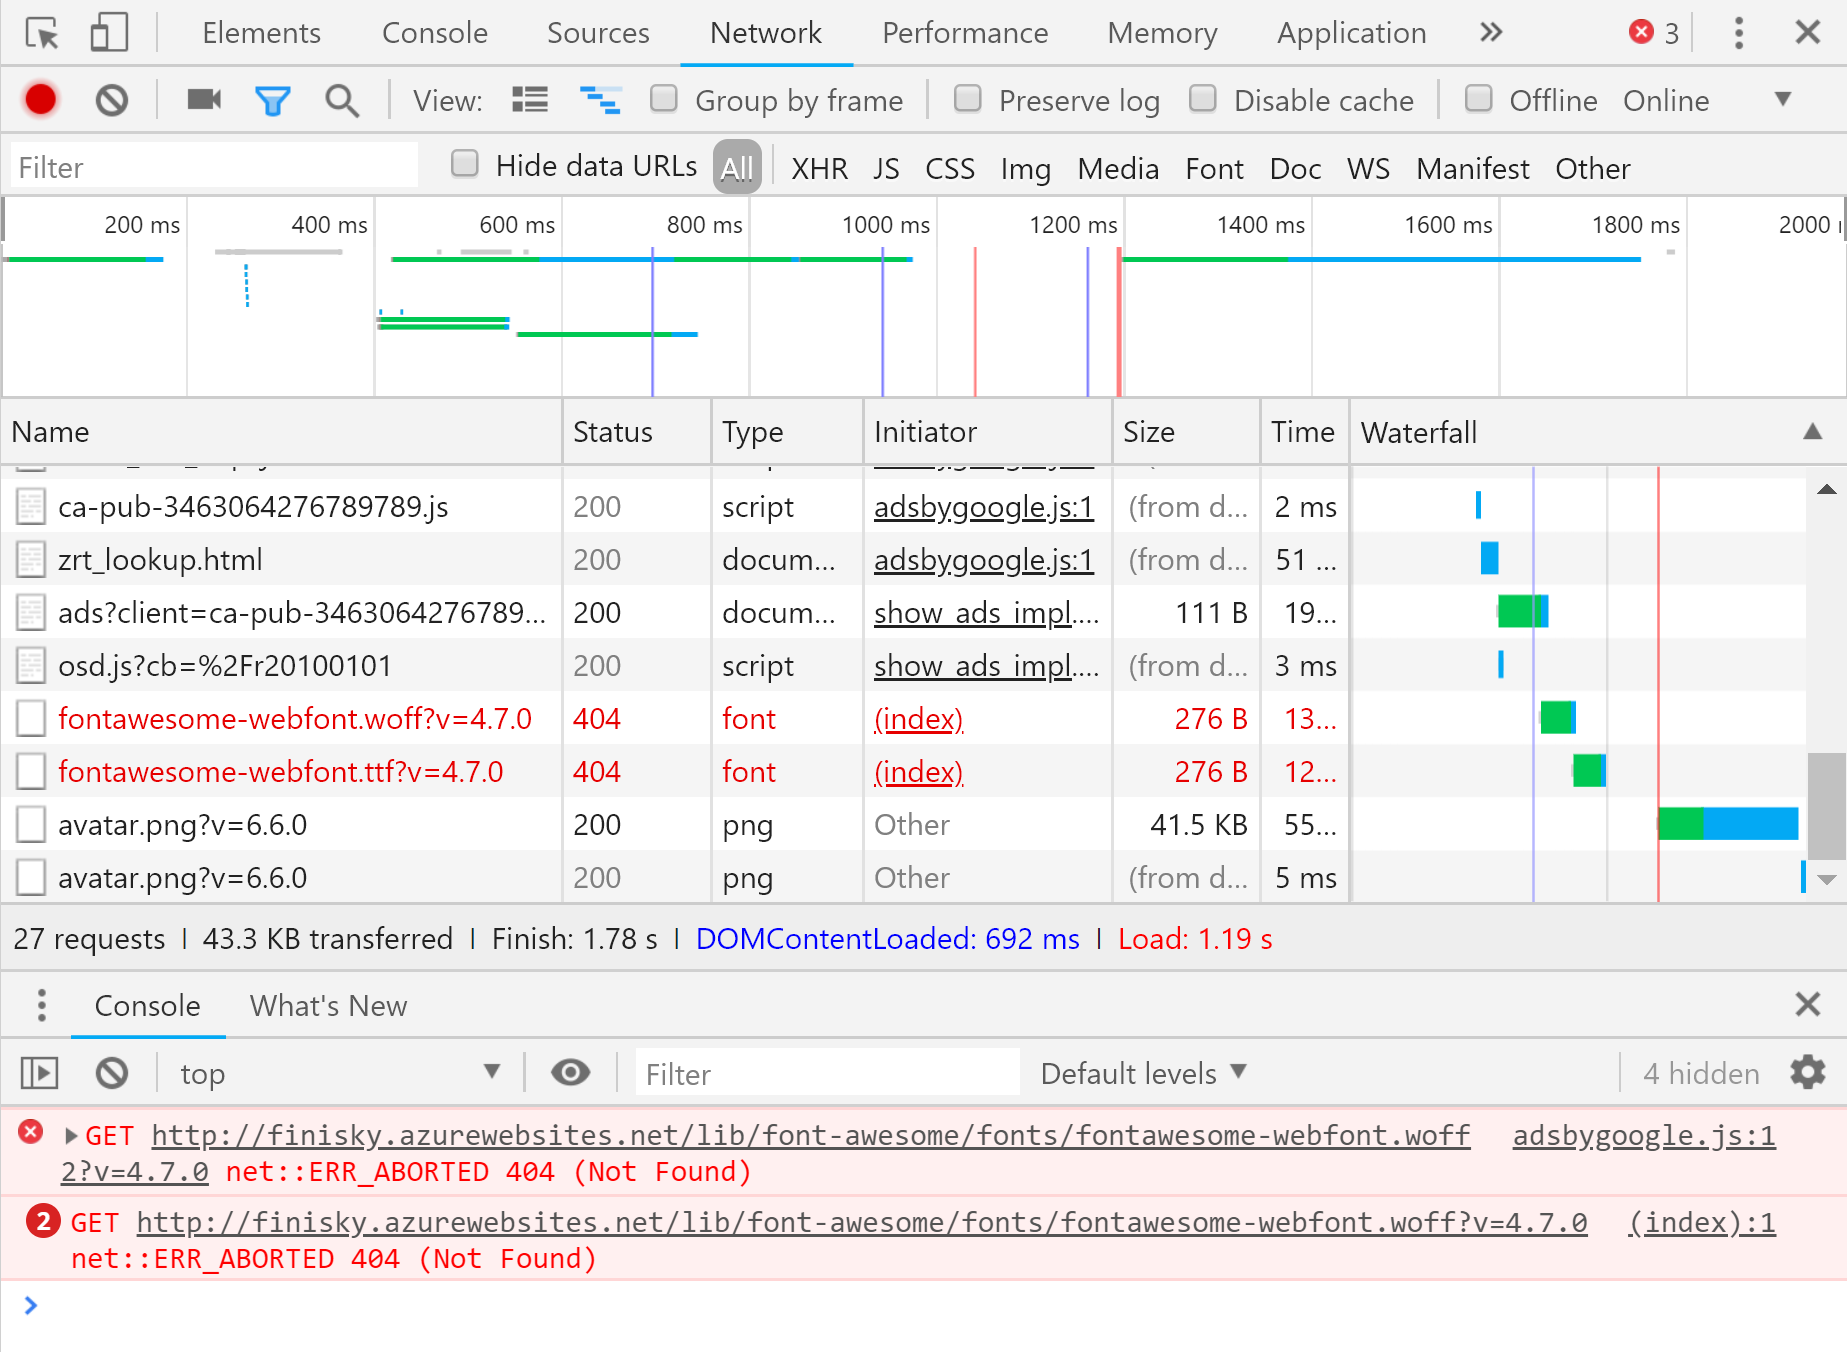 Elements Console Sources Network Performance Memory Application 3
View: Group by frame Preserve log Disable cache Offline Online
Filter Hide data URLs All XHR JS CSS Img Media Font Doc WS Manifest Other
200 ms 400 ms 600 ms 800 ms 1000 ms 1200 ms 1400 ms 1600 ms 1800 ms 2000
Name Status Type Initiator Size Time Waterfall
ca-pub-3463064276789789.js 200 script adsbygoogle.js:1 (from d... 2 ms
zrt_lookup.html 200 docum... adsbygoogle.js:1 (from d... 51 ...
ads?client=ca-pub-3463064276789... 200 docum... show_ads_impl.... 111 B 19...
osd.js?cb=%2Fr20100101 200 script show_ads_impl.... (from d... 3 ms
fontawesome-webfont.woff?v=4.7.0 404 font (index) 276 B 13...
fontawesome-webfont.ttf?v=4.7.0 404 font (index) 276 B 12...
avatar.png?v=6.6.0 200 png Other 41.5 KB 55...
avatar.png?v=6.6.0 200 png Other (from d... 5 ms
27 requests | 43.3 KB transferred | Finish: 1.78 s | DOMContentLoaded: 692 ms | Load: 1.19 s
Console What's New
top Filter Default levels 4 hidden
GET http://finisky.azurewebsites.net/lib/font-awesome/fonts/fontawesome-webfont.woff adsbygoogle.js:1
2?v=4.7.0 net::ERR_ABORTED 404 (Not Found)
2 GET http://finisky.azurewebsites.net/lib/font-awesome/fonts/fontawesome-webfont.woff?v=4.7.0 (index):1
net::ERR_ABORTED 404 (Not Found)